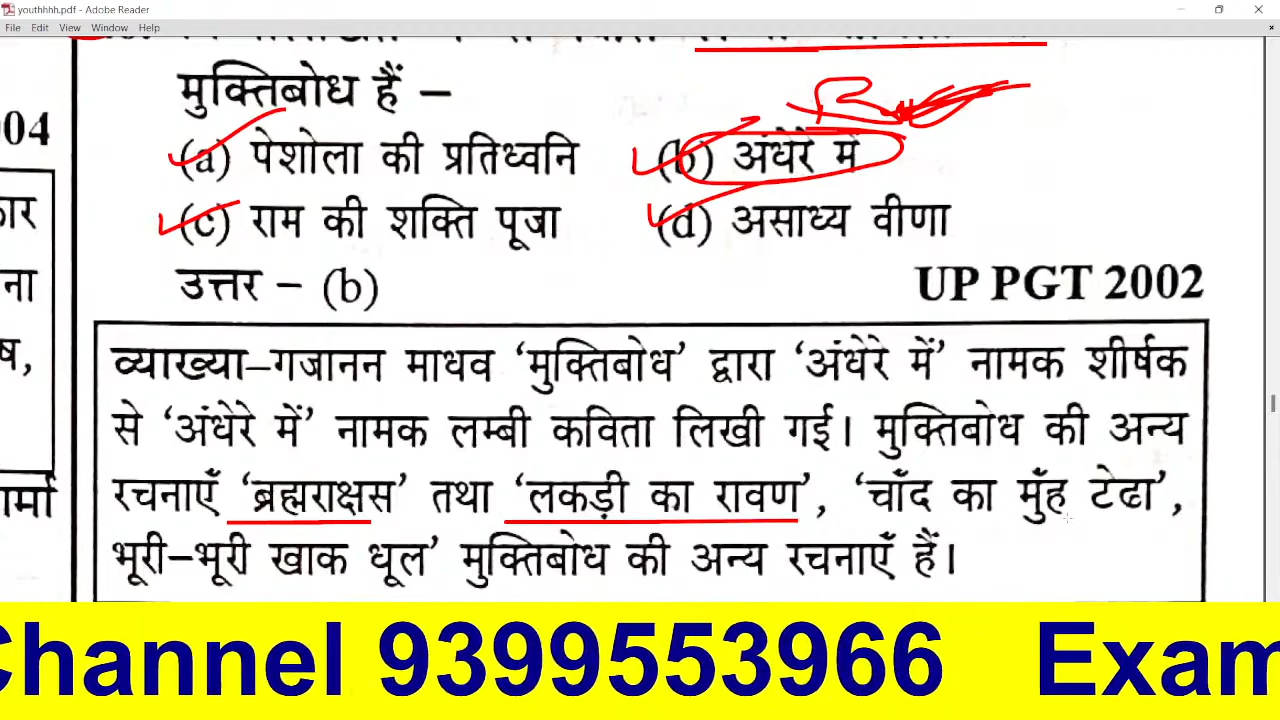 youthhhh.pdf - Adobe Reader
File Edit View Window Help
मुक्तिबोध हैं –
004
(a) पेशोला की प्रतिध्वनि (b) अंधेरे में
कार
(c) राम की शक्ति पूजा (d) असाध्य वीणा
ना
उत्तर – (b) UP PGT 2002
व्याख्या–गजानन माधव ‘मुक्तिबोध’ द्वारा ‘अंधेरे में’ नामक शीर्षक
से ‘अंधेरे में’ नामक लम्बी कविता लिखी गई। मुक्तिबोध की अन्य
रचनाएँ ‘ब्रह्मराक्षस’ तथा ‘लकड़ी का रावण’, ‘चाँद का मुँह टेढा’,
भूरी–भूरी खाक धूल’ मुक्तिबोध की अन्य रचनाएँ हैं।
Channel 9399553966 Exam